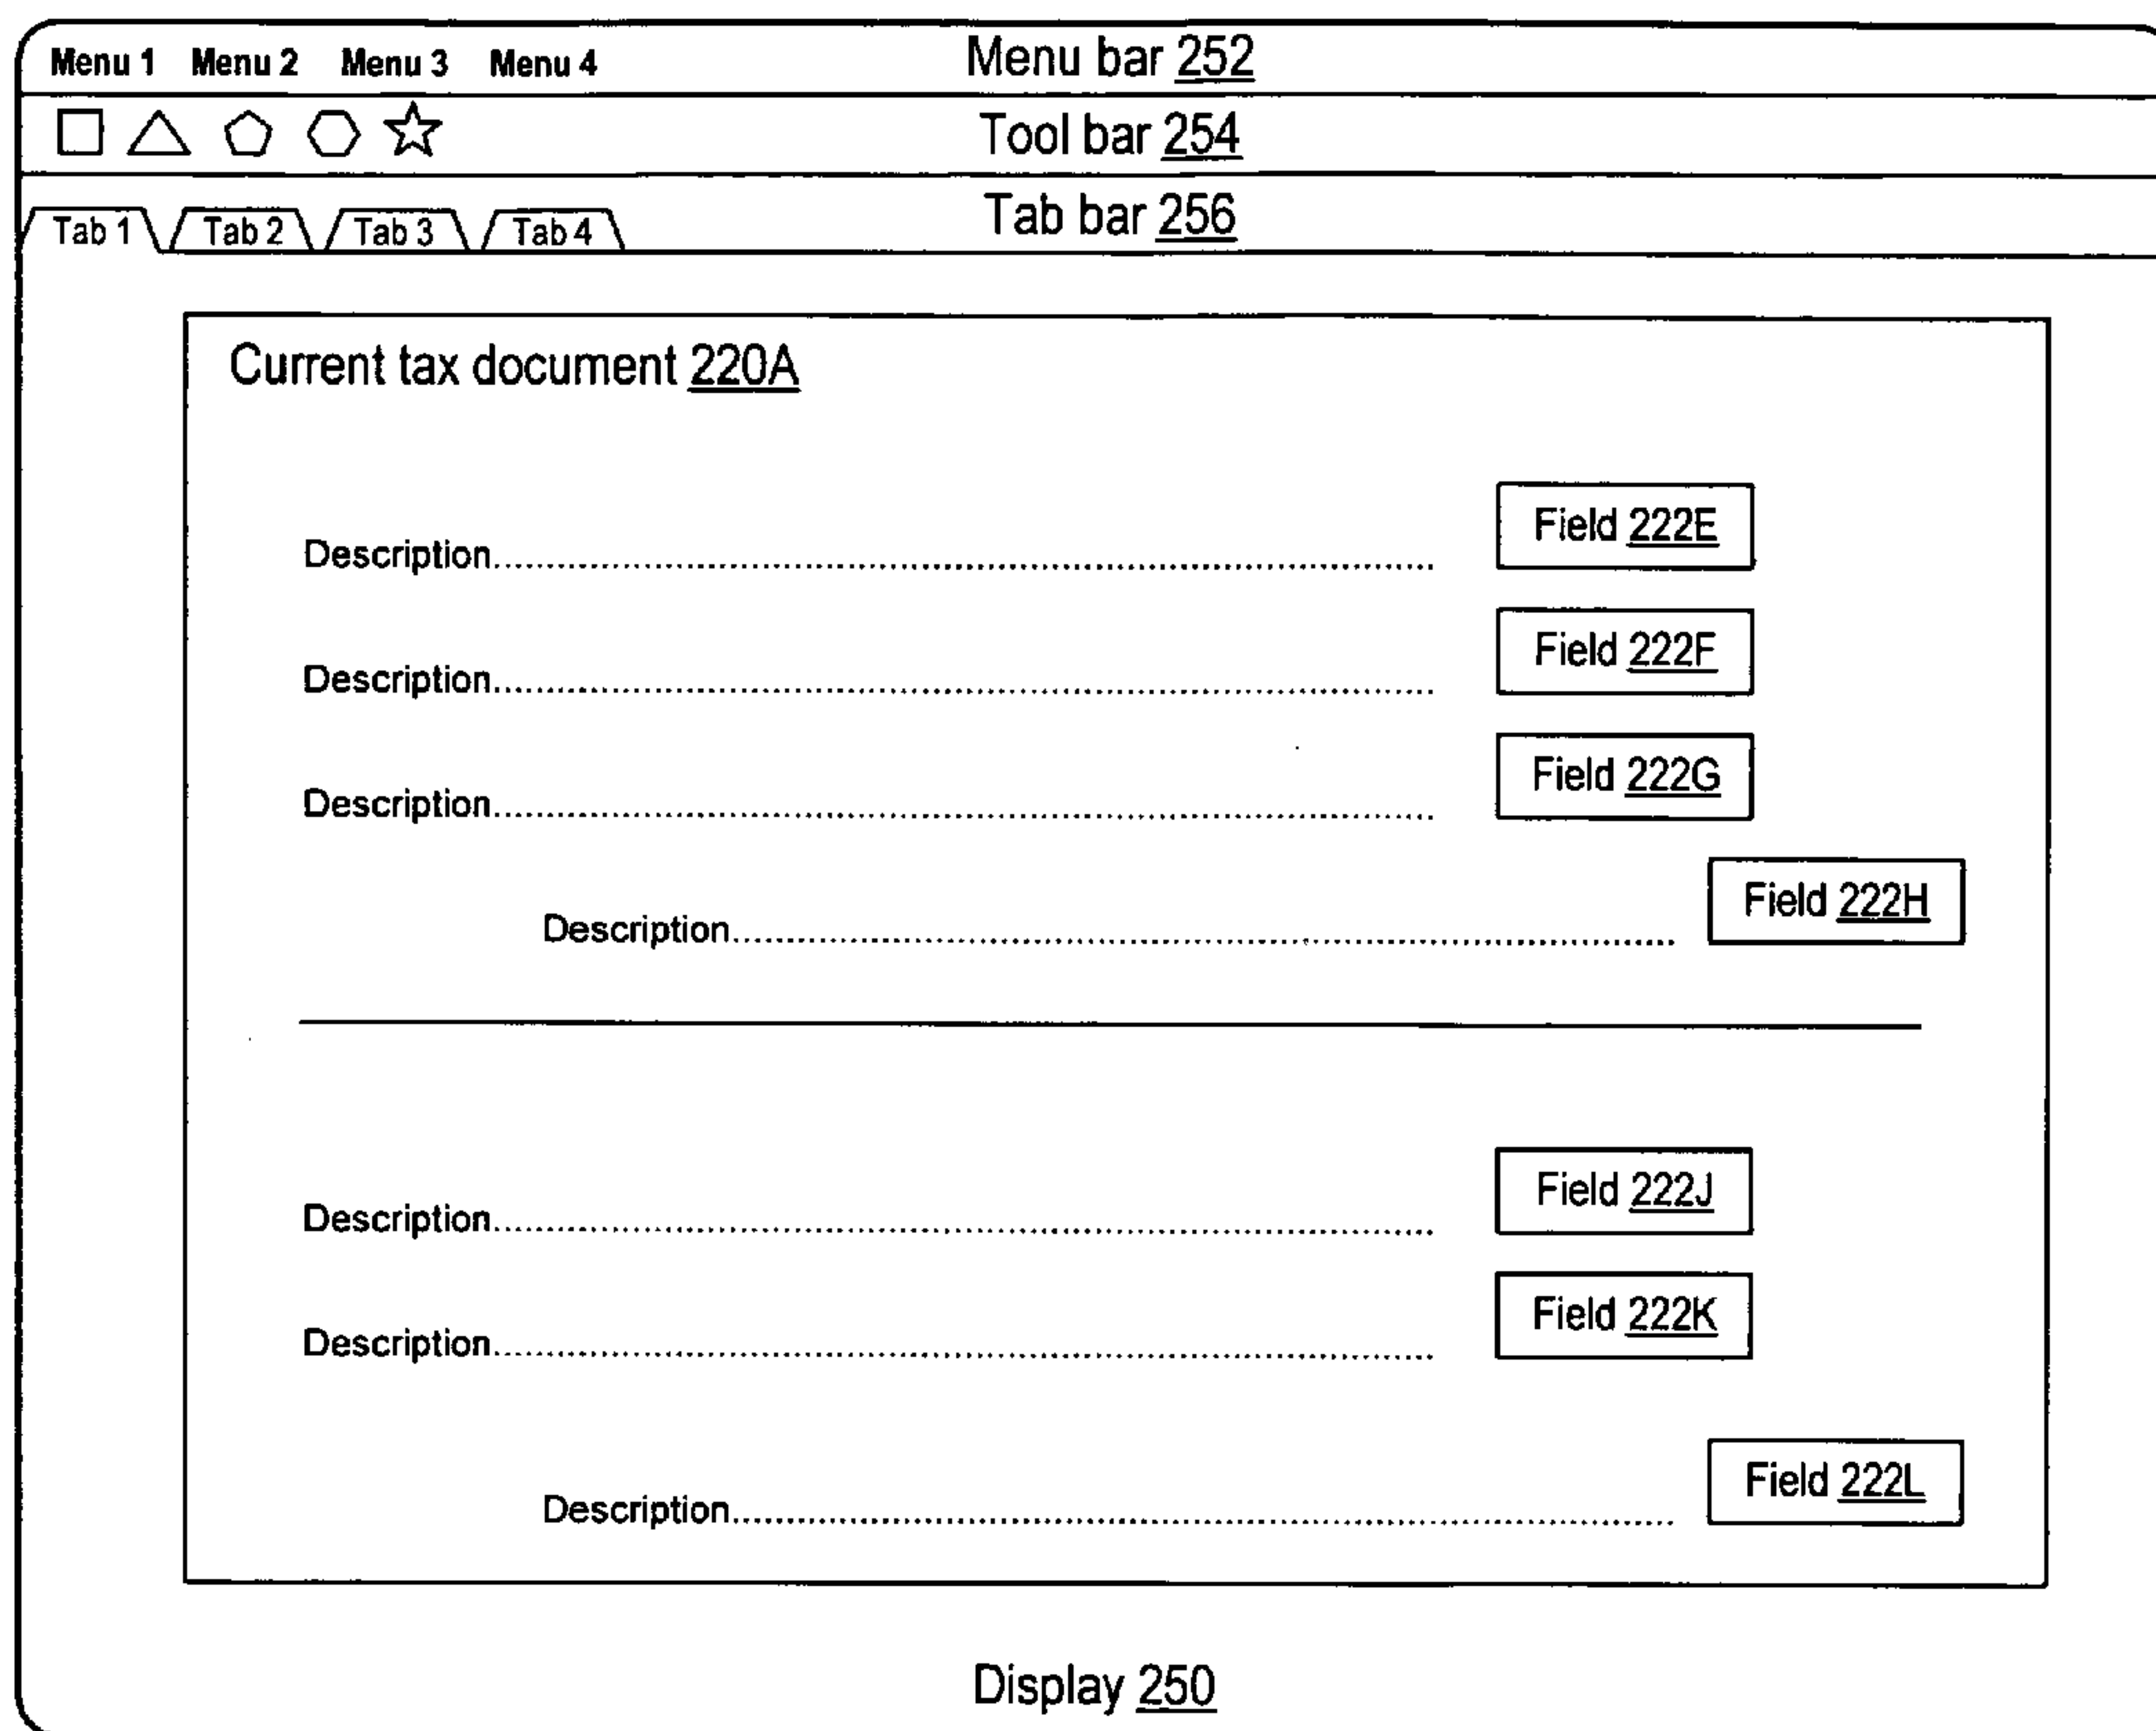 Menu 1 Menu 2 Menu 3 Menu 4 Menu bar 252
Tool bar 254
Tab bar 256
Tab 1 Tab 2 Tab 3 Tab 4
Current tax document 220A
Field 222E
Description
Field 222F
Description
Field 222G
Description
Field 222H
Description
Field 222J
Description
Field 222K
Description
Field 222L
Description
Display 250